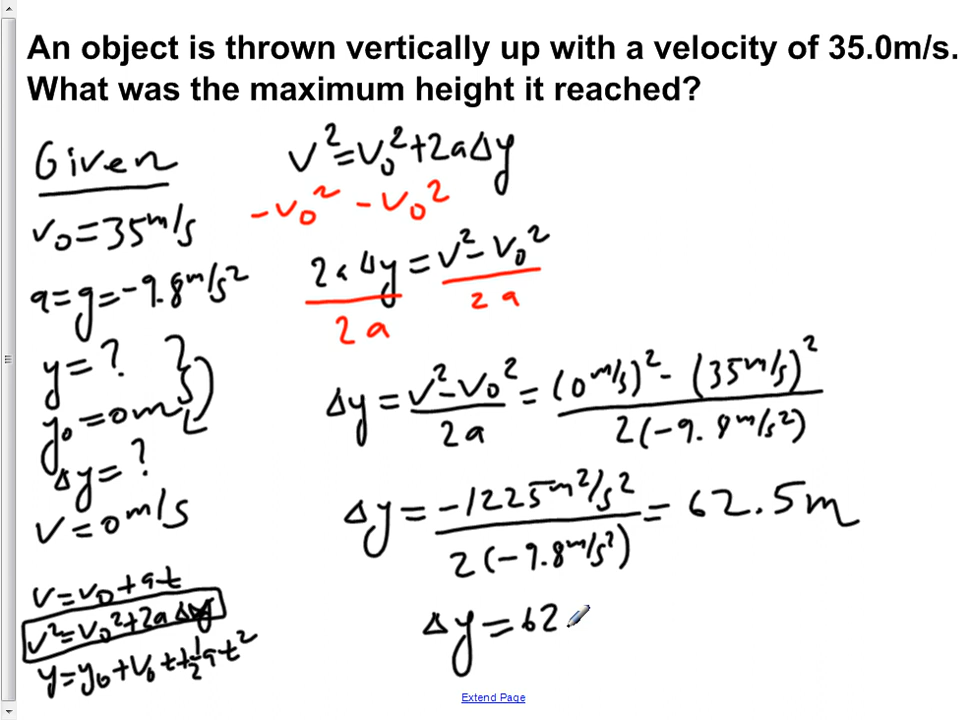 An object is thrown vertically up with a velocity of 35.0m/s.
What was the maximum height it reached?
Given
v₀=35m/s
a=g=-9.8m/s²
y=?
y₀=0m
Δy=?
v=0m/s
v=v₀+at
v²=v₀²+2aΔy
y=y₀+v₀t+½at²
v²=v₀²+2aΔy
-v₀² -v₀²
2aΔy/2a=v²-v₀²/2a
Δy=v²-v₀²/2a=(0m/s)²-(35m/s)²/2(-9.8m/s²)
Δy=-1225m²/s²/2(-9.8m/s²)=62.5m
Δy=62
Extend Page